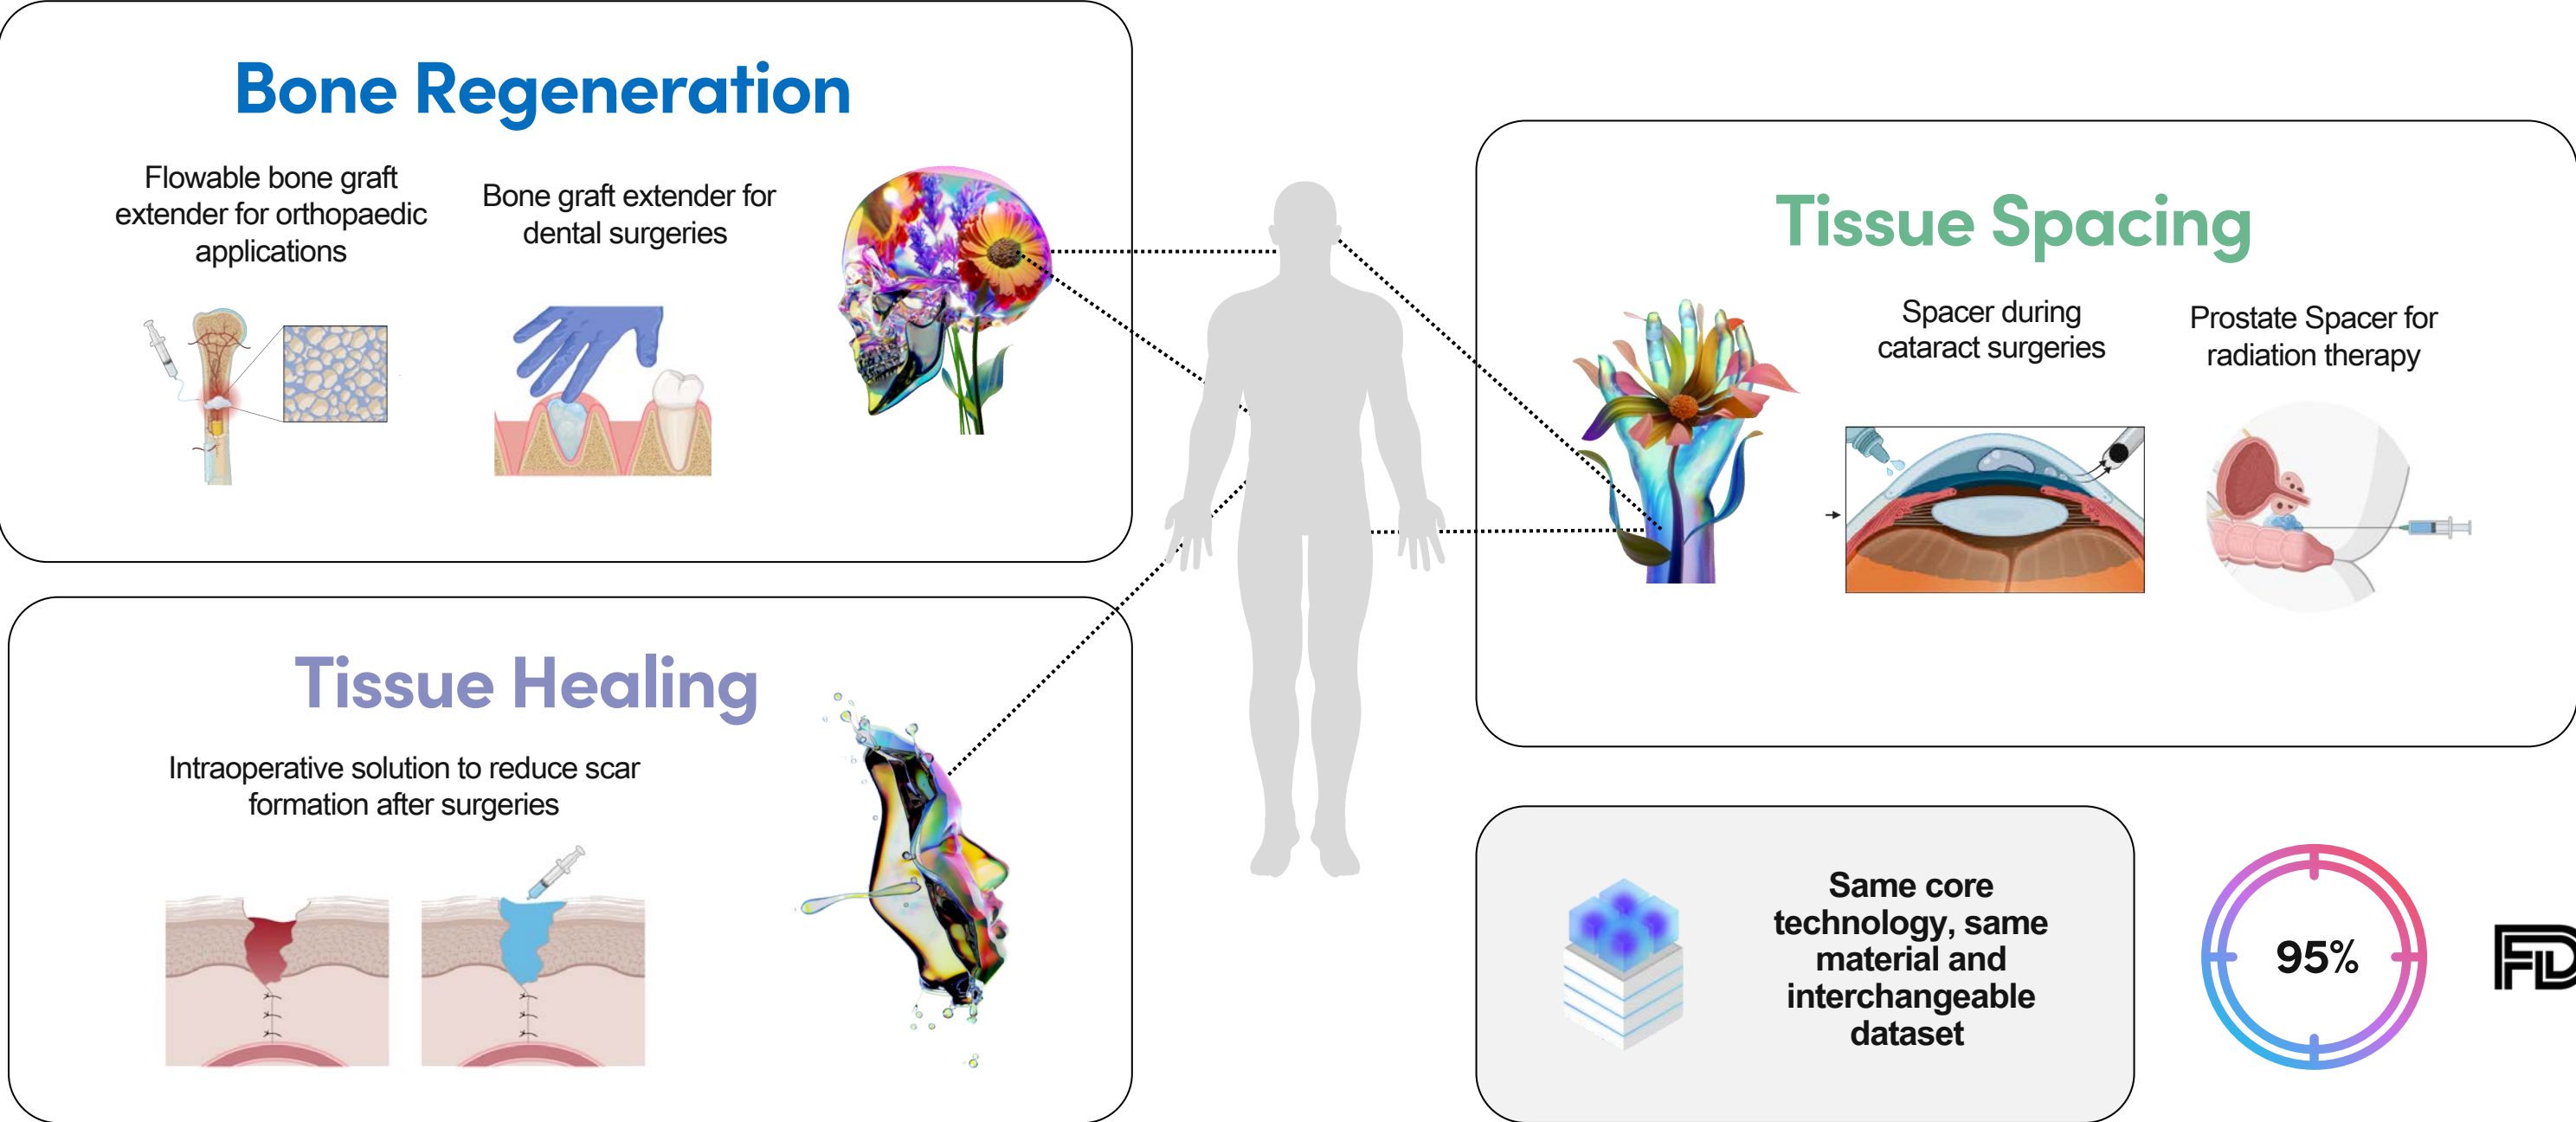 Bone Regeneration
Flowable bone graft
extender for orthopaedic
applications
Bone graft extender for
dental surgeries
Tissue Spacing
Spacer during
cataract surgeries
Prostate Spacer for
radiation therapy
Tissue Healing
Intraoperative solution to reduce scar
formation after surgeries
Same core
technology, same
material and
interchangeable
dataset
95%
FD